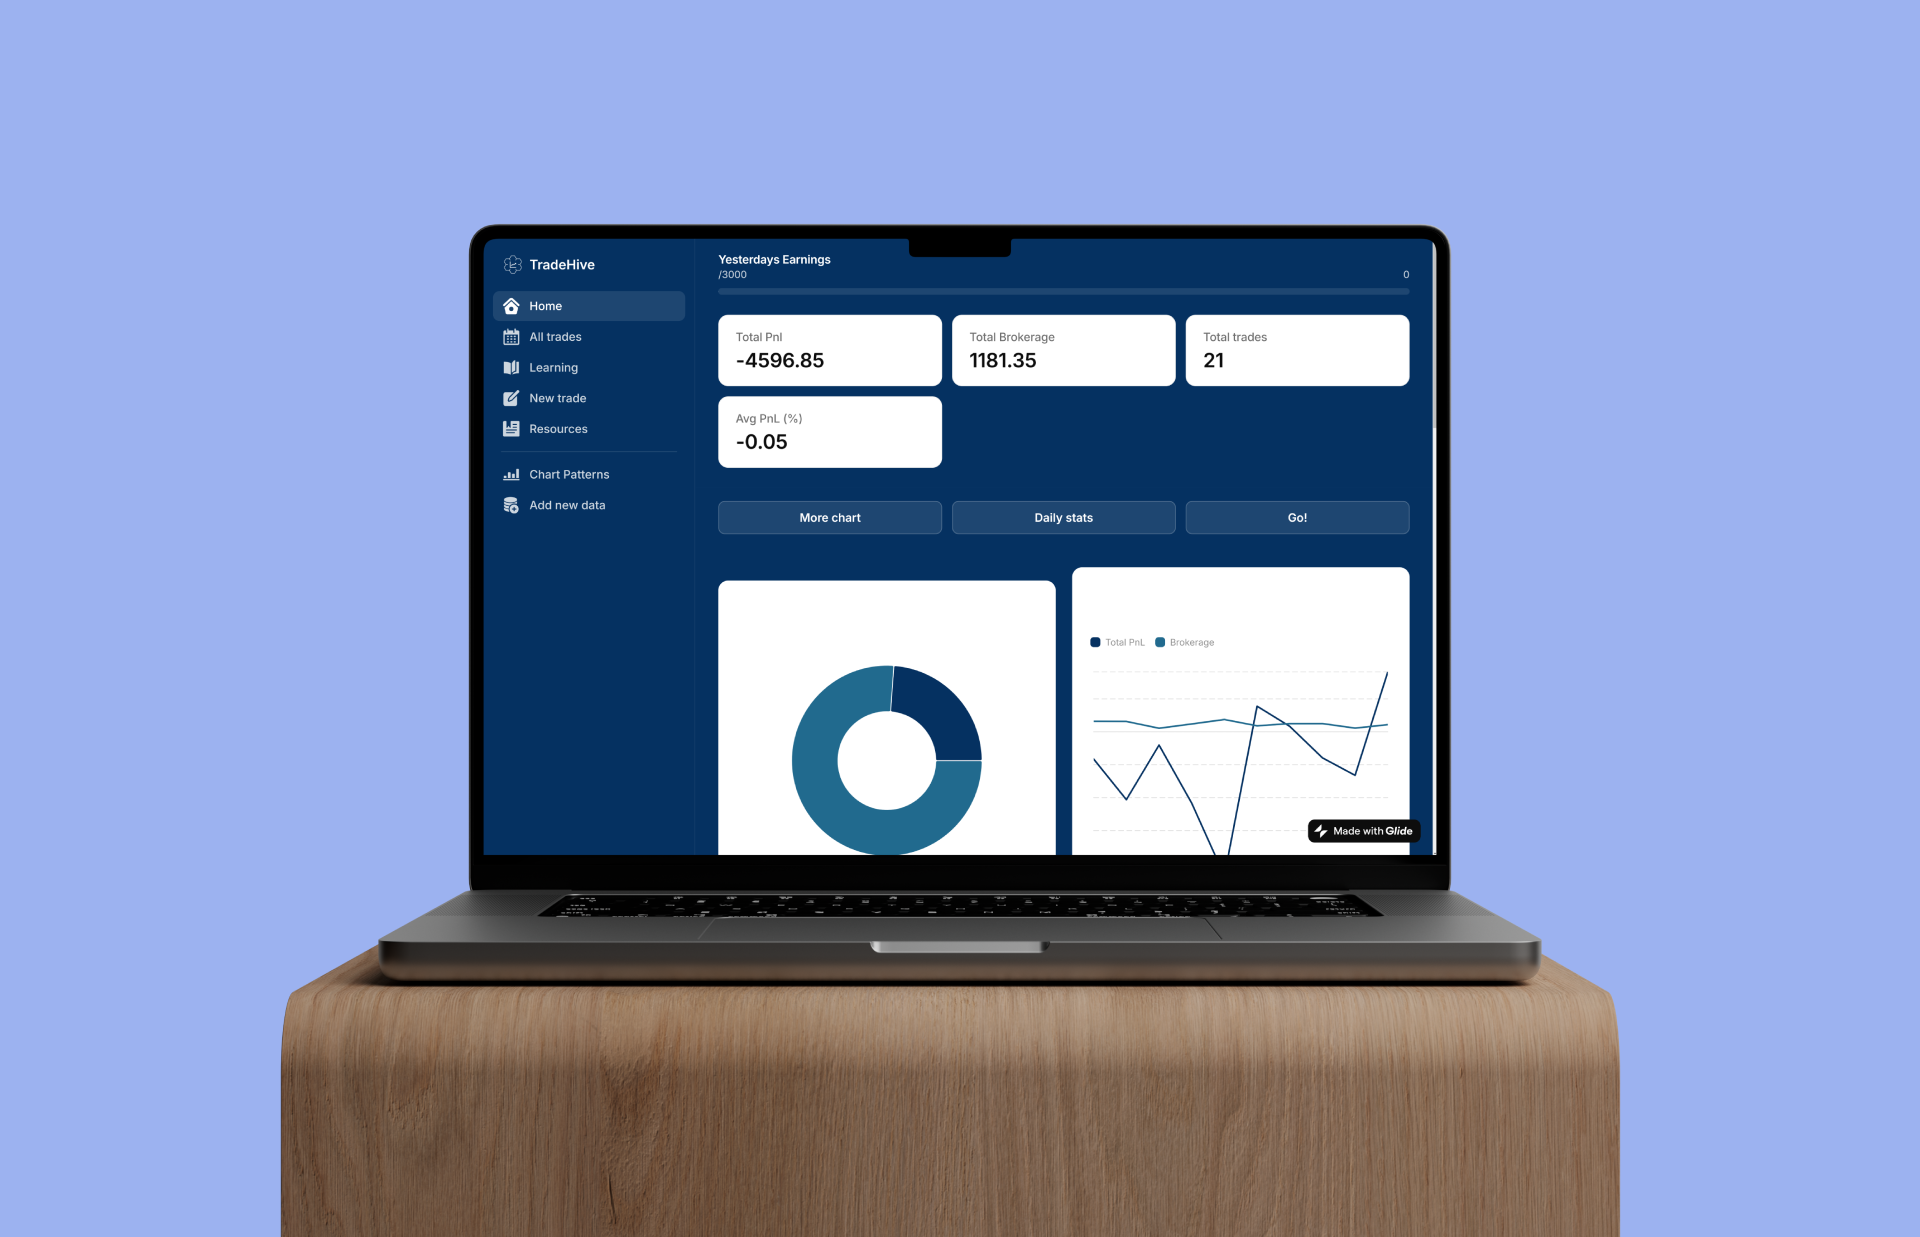 TradeHive
Home
All trades
Learning
New trade
Resources
Chart Patterns
Add new data
Yesterdays Earnings
/3000
0
Total Pnl
-4596.85
Total Brokerage
1181.35
Total trades
21
Avg PnL (%)
-0.05
More chart
Daily stats
Go!
Total PnL
Brokerage
Made with Glide